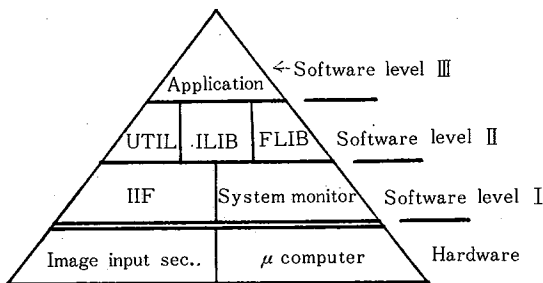 ← Software level Ⅲ
Application
UTIL ILIB FLIB Software level Ⅱ
IIF System monitor Software level Ⅰ
Image input sec.. μ computer Hardware